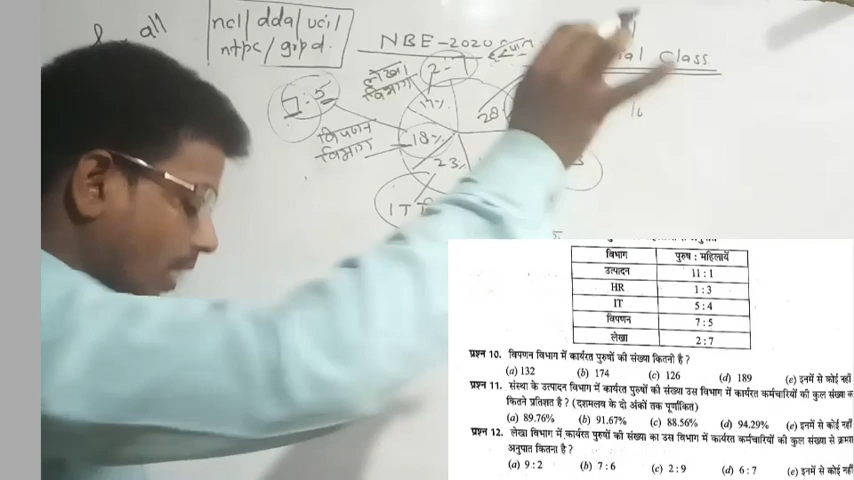 all
ncl/dda/uci/
ntpc/gspd.
NBE-2020
Class
लेखा
विभाग
2:7
17%
28
7:5
विपणन
विभाग
18%
23%
IT
विभाग | पुरुष : महिलायें
उत्पादन | 11 : 1
HR | 1 : 3
IT | 5 : 4
विपणन | 7 : 5
लेखा | 2 : 7
प्रश्न 10. विपणन विभाग में कार्यरत पुरुषों की संख्या कितनी है ?
(a) 132 (b) 174 (c) 126 (d) 189 (e) इनमें से कोई नहीं
प्रश्न 11. संस्था के उत्पादन विभाग में कार्यरत पुरुषों की संख्या उस विभाग में कार्यरत कर्मचारियों की कुल संख्या का
कितने प्रतिशत है ? (दशमलव के दो अंकों तक पूर्णांकित)
(a) 89.76% (b) 91.67% (c) 88.56% (d) 94.29% (e) इनमें से कोई नहीं
प्रश्न 12. लेखा विभाग में कार्यरत पुरुषों की संख्या का उस विभाग में कार्यरत कर्मचारियों की कुल संख्या से क्रमश
अनुपात कितना है ?
(a) 9 : 2 (b) 7 : 6 (c) 2 : 9 (d) 6 : 7 (e) इनमें से कोई नहीं